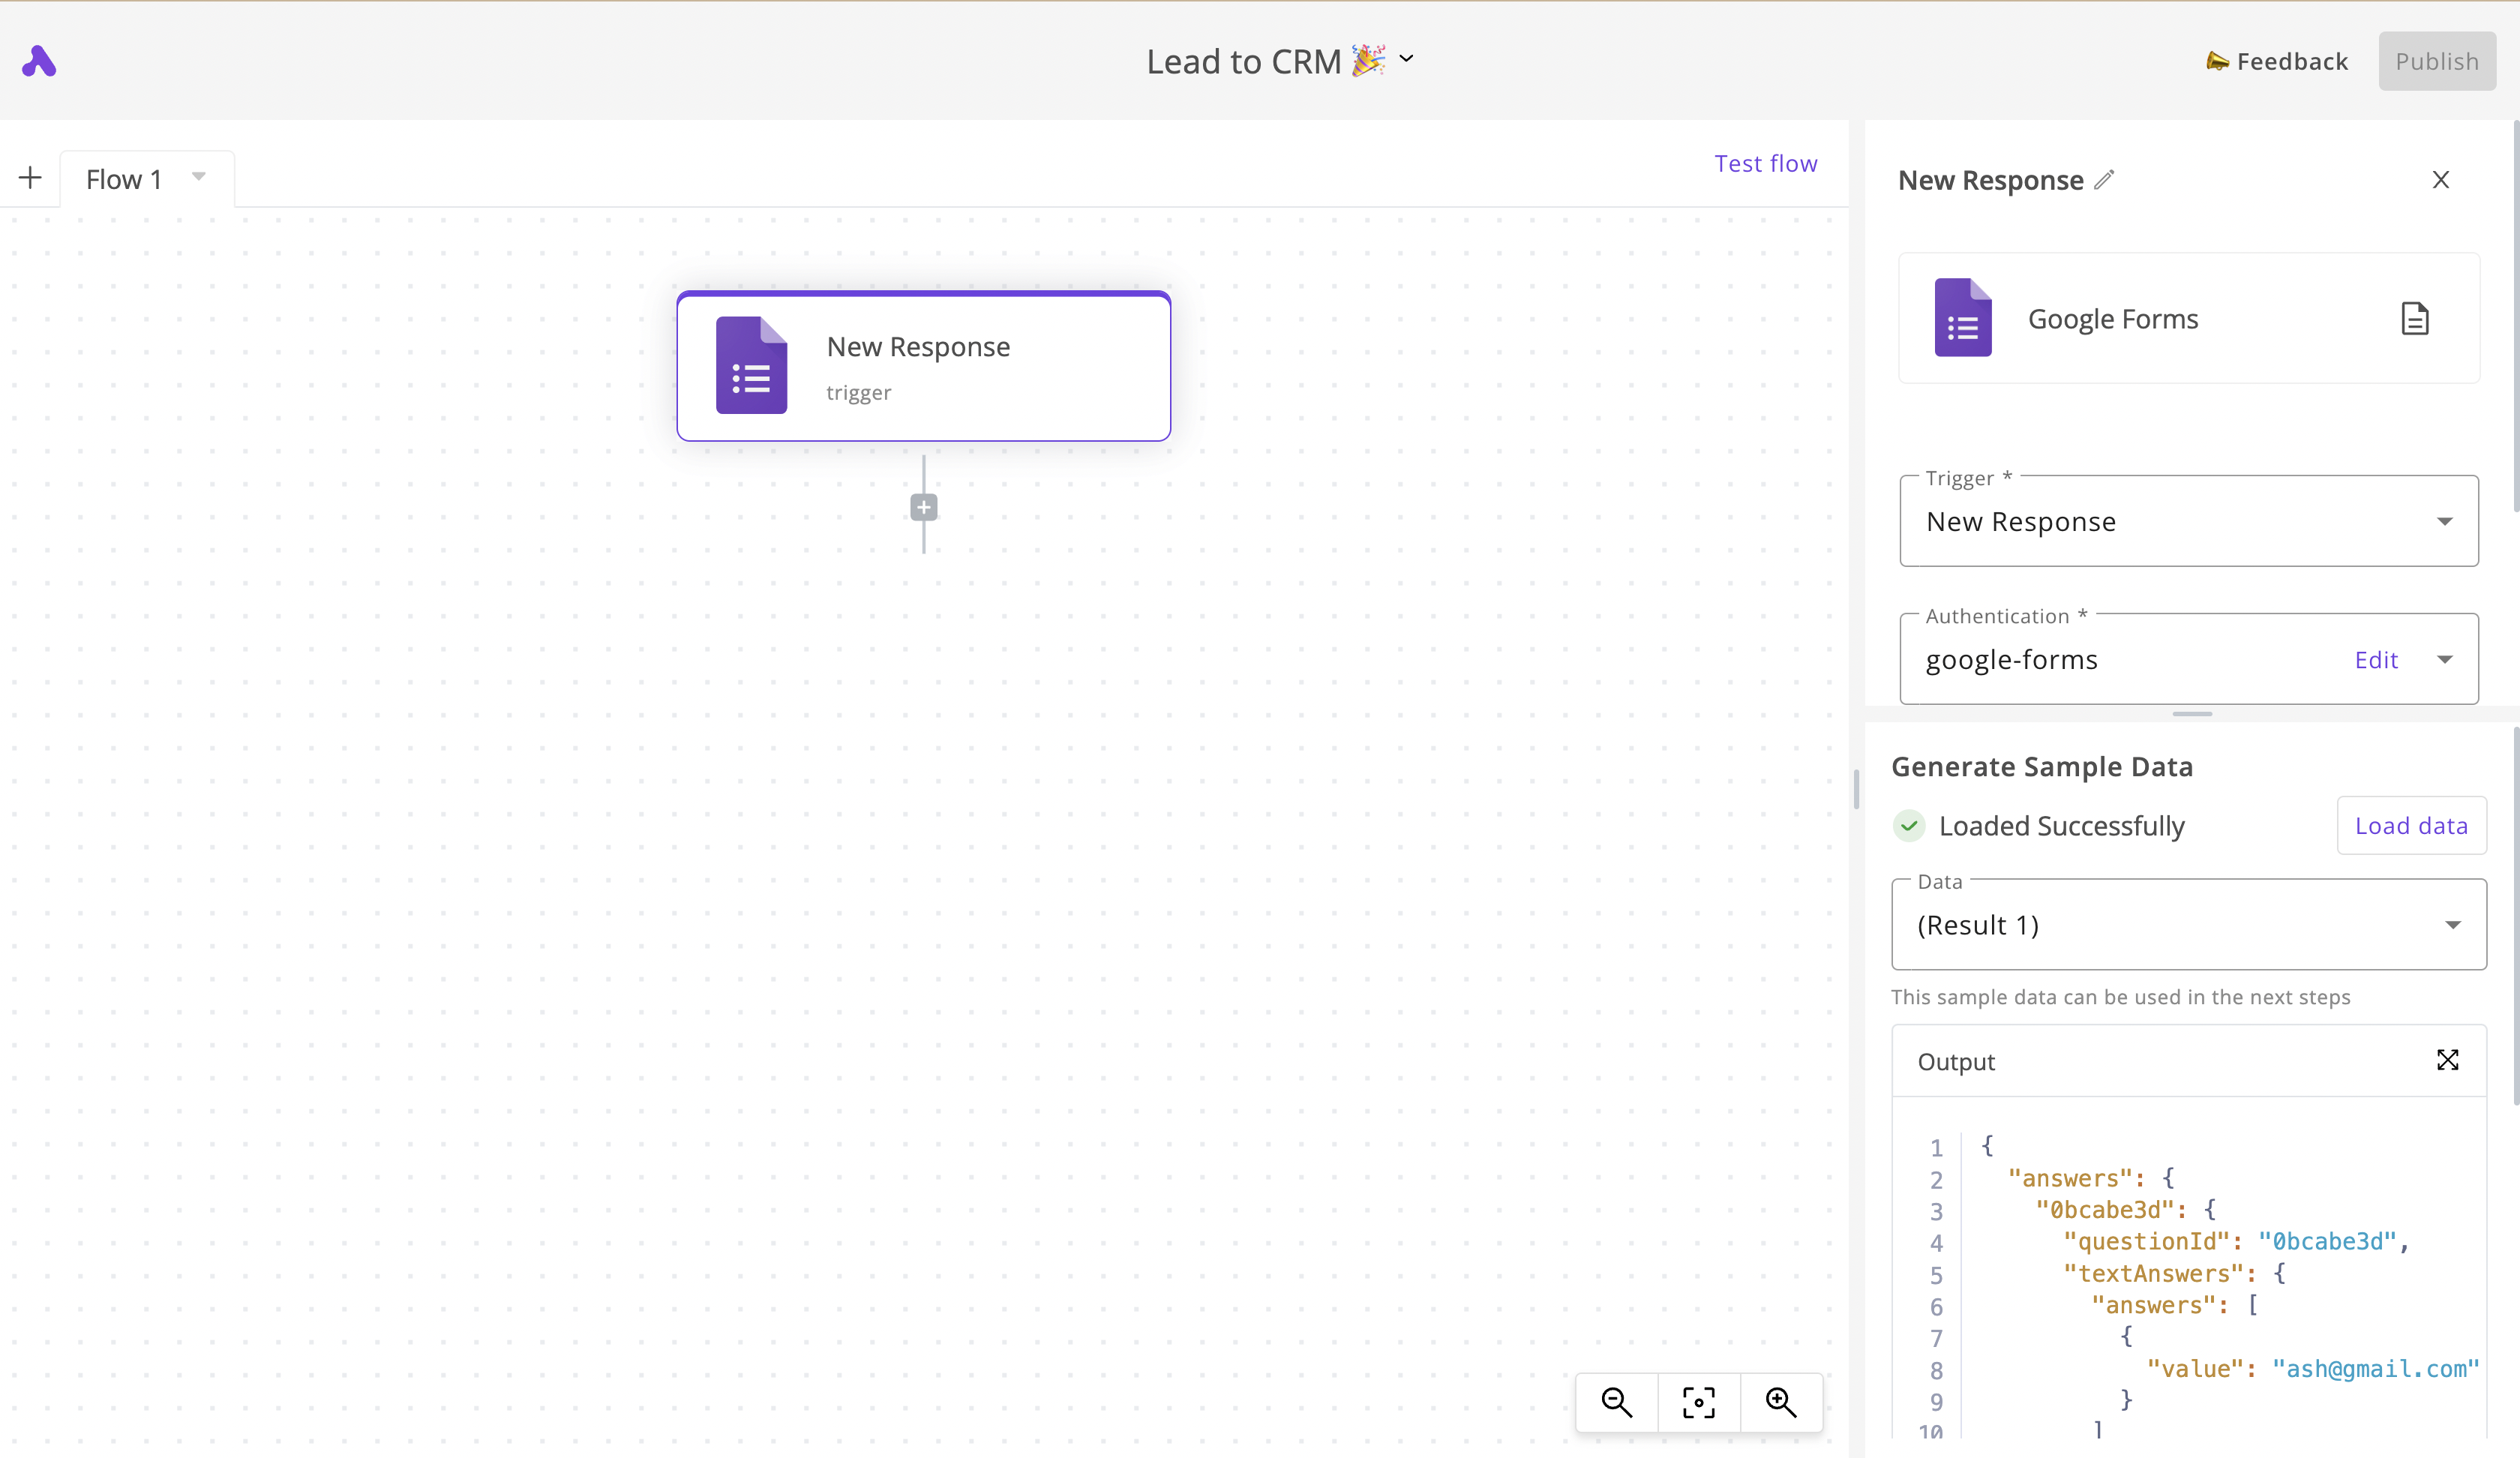 Lead to CRM 🎉
Feedback
Publish
Flow 1
Test flow
New Response
trigger
New Response
Google Forms
Trigger *
New Response
Authentication *
google-forms
Edit
Generate Sample Data
Loaded Successfully
Load data
Data
(Result 1)
This sample data can be used in the next steps
Output
1 {
2 "answers": {
3 "0bcabe3d": {
4 "questionId": "0bcabe3d",
5 "textAnswers": {
6 "answers": [
7 {
8 "value": "ash@gmail.com"
9 }
10 ]